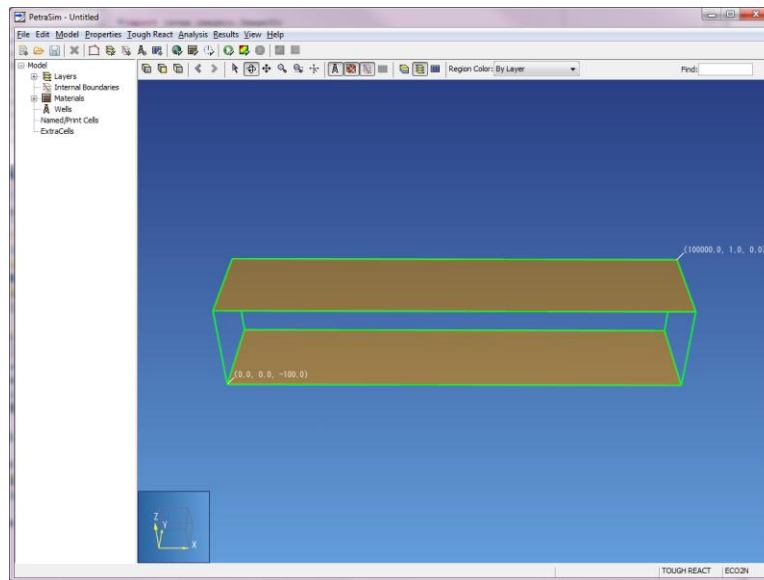 PetraSim - Untitled
File Edit Model Properties Tough React Analysis Results View Help
Region Color: By Layer
Find:
Model
Layers
Internal Boundaries
Materials
Wells
Named/Print Cells
ExtraCells
(100000.0, 1.0, 0.0)
(0.0, 0.0, -100.0)
Z
Y
X
TOUGH REACT ECO2N